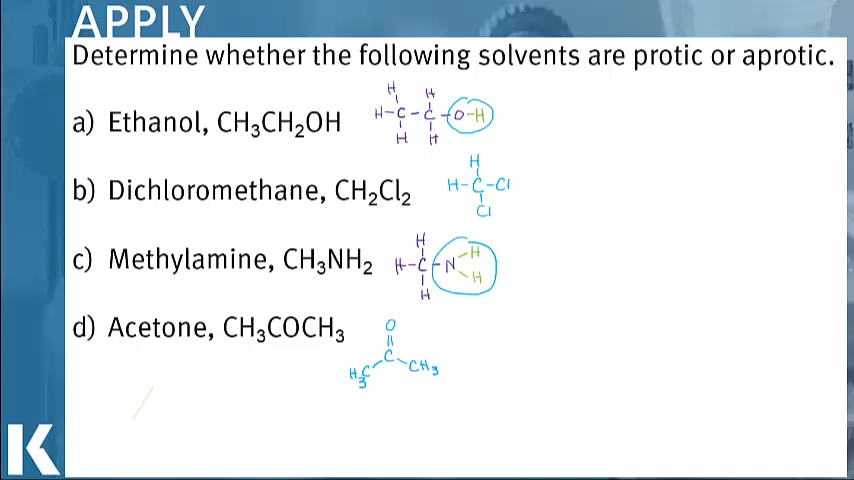 APPLY
Determine whether the following solvents are protic or aprotic.
a) Ethanol, CH₃CH₂OH
H H
H-C-C-O-H
H H
b) Dichloromethane, CH₂Cl₂
H
H-C-Cl
Cl
c) Methylamine, CH₃NH₂
H
H-C-N
H
H
H
d) Acetone, CH₃COCH₃
O
C
H₃C CH₃
K